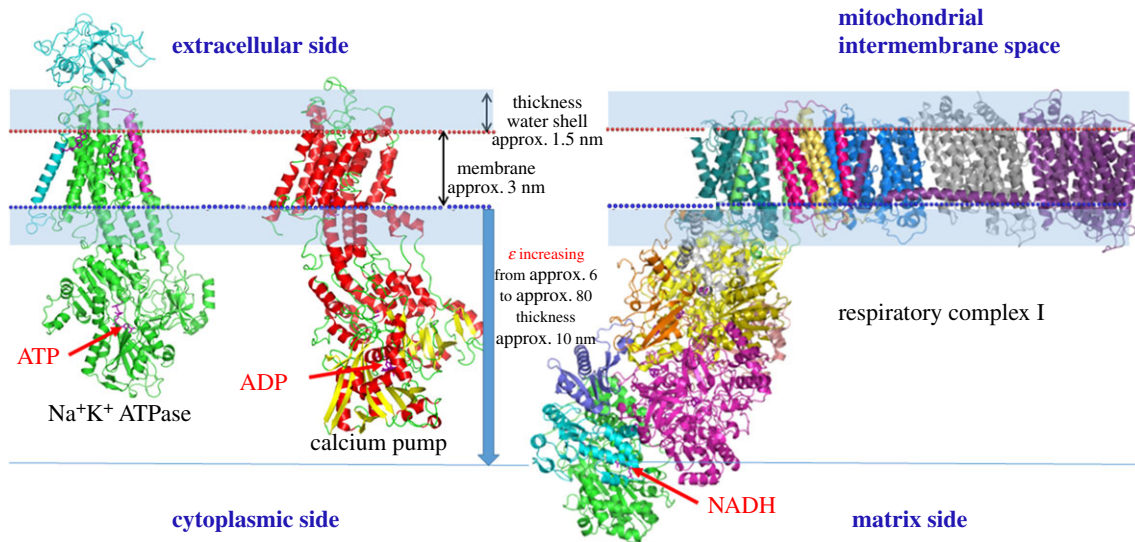 extracellular side
mitochondrial
intermembrane space
thickness
water shell
approx. 1.5 nm
membrane
approx. 3 nm
ε increasing
from approx. 6
to approx. 80
thickness
approx. 10 nm
ATP
Na⁺K⁺ ATPase
ADP
calcium pump
respiratory complex I
NADH
cytoplasmic side
matrix side